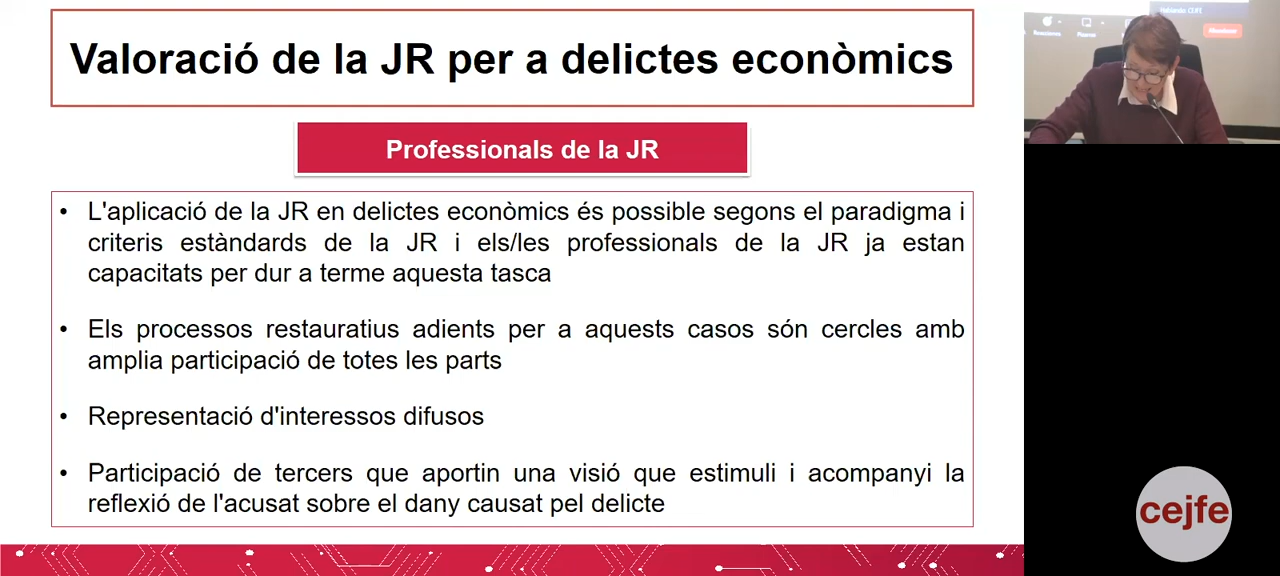 Valoració de la JR per a delictes econòmics
Professionals de la JR
• L'aplicació de la JR en delictes econòmics és possible segons el paradigma i
criteris estàndards de la JR i els/les professionals de la JR ja estan
capacitats per dur a terme aquesta tasca
• Els processos restauratius adients per a aquests casos són cercles amb
amplia participació de totes les parts
• Representació d'interessos difusos
• Participació de tercers que aportin una visió que estimuli i acompanyi la
reflexió de l'acusat sobre el dany causat pel delicte
cejfe